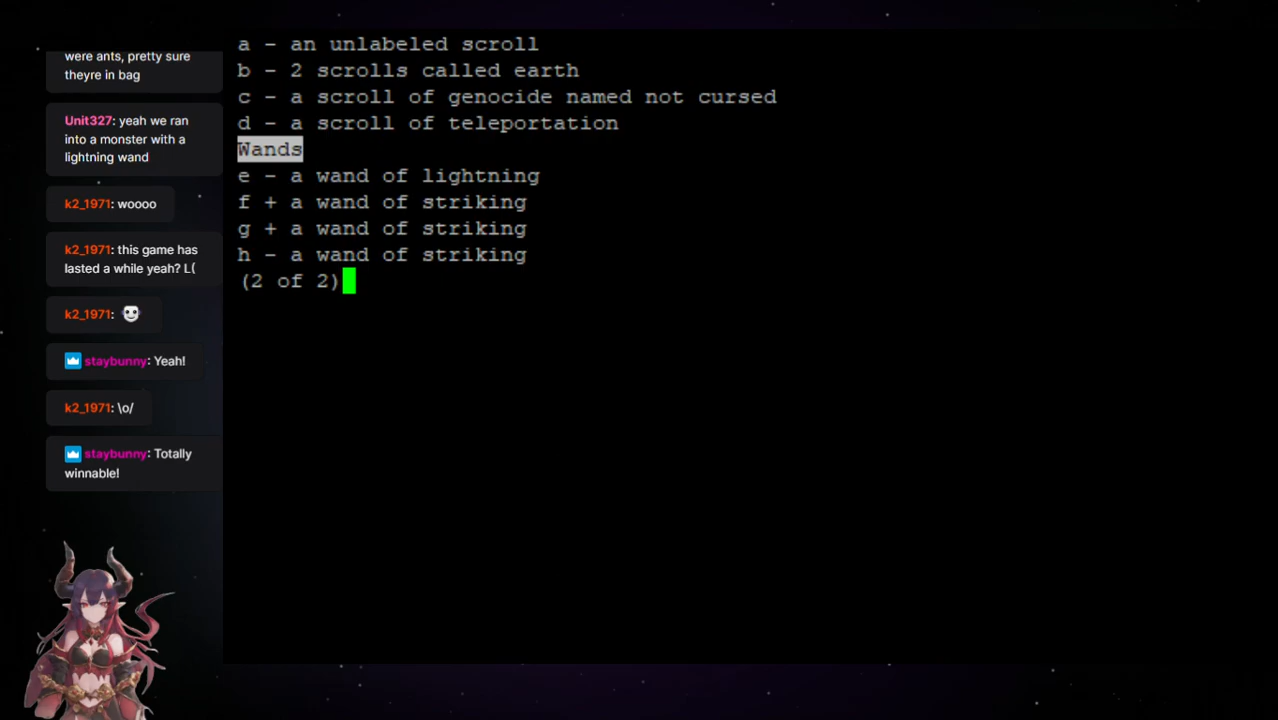 were ants, pretty sure
theyre in bag
Unit327: yeah we ran
into a monster with a
lightning wand
k2_1971: woooo
k2_1971: this game has
lasted a while yeah? L(
k2_1971:
staybunny: Yeah!
k2_1971: \o/
staybunny: Totally
winnable!
a - an unlabeled scroll
b - 2 scrolls called earth
c - a scroll of genocide named not cursed
d - a scroll of teleportation
Wands
e - a wand of lightning
f + a wand of striking
g + a wand of striking
h - a wand of striking
(2 of 2)